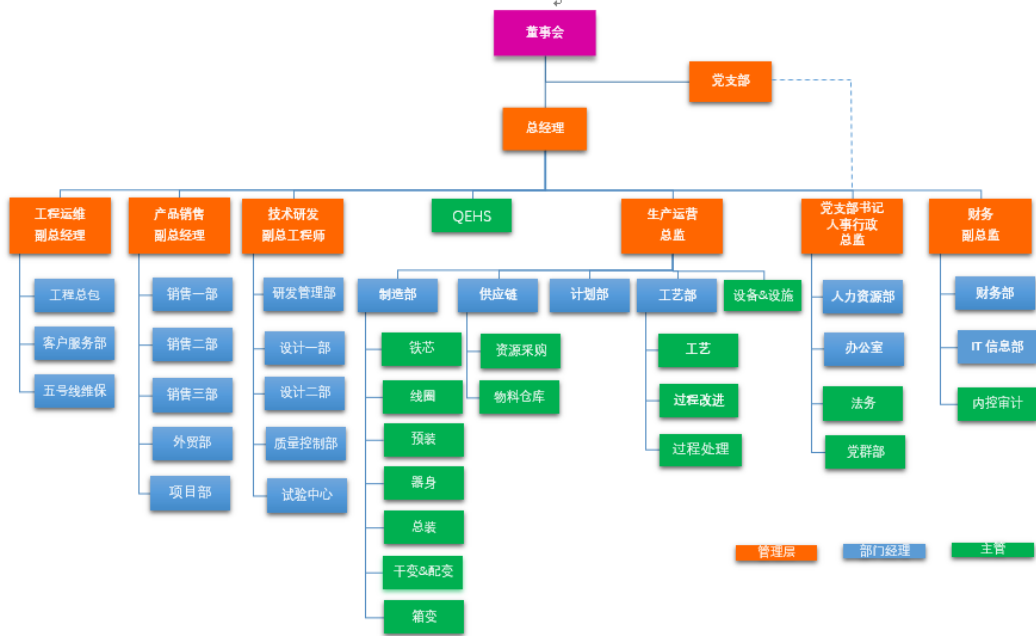 董事会
党支部
总经理
工程运维
副总经理
产品销售
副总经理
技术研发
副总工程师
QEHS
生产运营
总监
党支部书记
人事行政
总监
财务
副总监
工程总包
客户服务部
五号线维保
销售一部
销售二部
销售三部
外贸部
项目部
研发管理部
设计一部
设计二部
质量控制部
试验中心
制造部
铁芯
线圈
预装
器身
总装
干变&配变
箱变
供应链
资源采购
物料仓库
计划部
工艺部
工艺
过程改进
过程处理
设备&设施
人力资源部
办公室
法务
党群部
财务部
IT 信息部
内控审计
管理层
部门经理
主管